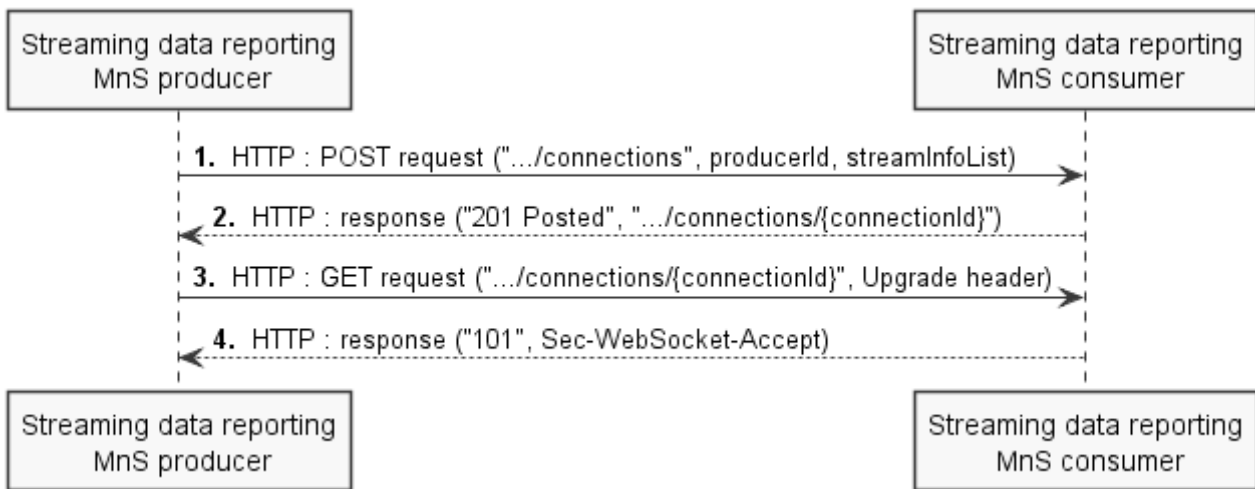 Streaming data reporting
MnS producer
Streaming data reporting
MnS consumer
1. HTTP : POST request (".../connections", producerId, streamInfoList)
2. HTTP : response ("201 Posted", ".../connections/{connectionId}")
3. HTTP : GET request (".../connections/{connectionId}", Upgrade header)
4. HTTP : response ("101", Sec-WebSocket-Accept)
Streaming data reporting
MnS producer
Streaming data reporting
MnS consumer